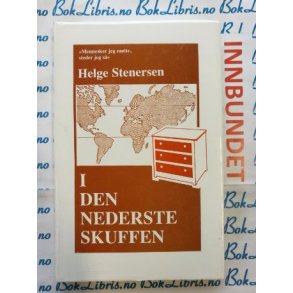 «Mennesker jeg møtte,
steder jeg så»
Helge Stenersen
I
DEN
NEDERSTE
SKUFFEN
INNBUNDET
BokLibris.no